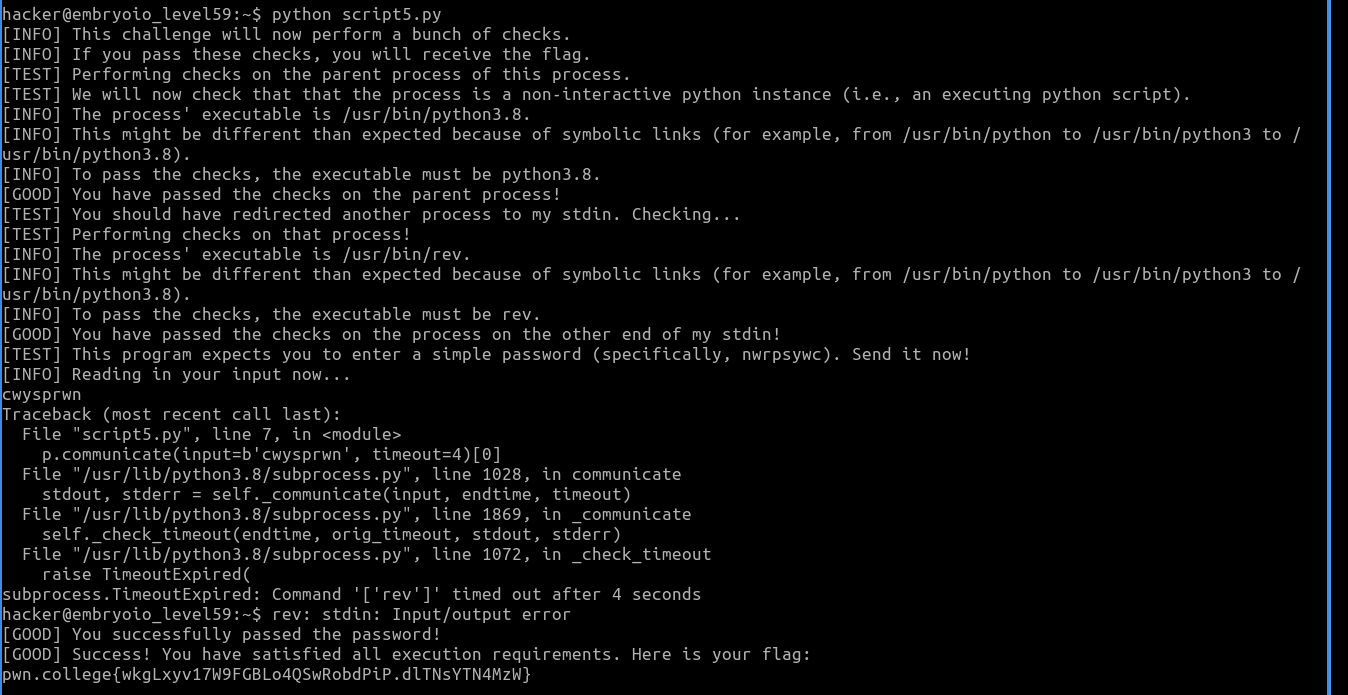 hacker@embryoio_level59:~$ python script5.py
[INFO] This challenge will now perform a bunch of checks.
[INFO] If you pass these checks, you will receive the flag.
[TEST] Performing checks on the parent process of this process.
[TEST] We will now check that that the process is a non-interactive python instance (i.e., an executing python script).
[INFO] The process' executable is /usr/bin/python3.8.
[INFO] This might be different than expected because of symbolic links (for example, from /usr/bin/python to /usr/bin/python3 to /
usr/bin/python3.8).
[INFO] To pass the checks, the executable must be python3.8.
[GOOD] You have passed the checks on the parent process!
[TEST] You should have redirected another process to my stdin. Checking...
[TEST] Performing checks on that process!
[INFO] The process' executable is /usr/bin/rev.
[INFO] This might be different than expected because of symbolic links (for example, from /usr/bin/python to /usr/bin/python3 to /
usr/bin/python3.8).
[INFO] To pass the checks, the executable must be rev.
[GOOD] You have passed the checks on the process on the other end of my stdin!
[TEST] This program expects you to enter a simple password (specifically, nwrpsywc). Send it now!
[INFO] Reading in your input now...
cwysprwn
Traceback (most recent call last):
  File "script5.py", line 7, in <module>
    p.communicate(input=b'cwysprwn', timeout=4)[0]
  File "/usr/lib/python3.8/subprocess.py", line 1028, in communicate
    stdout, stderr = self._communicate(input, endtime, timeout)
  File "/usr/lib/python3.8/subprocess.py", line 1869, in _communicate
    self._check_timeout(endtime, orig_timeout, stdout, stderr)
  File "/usr/lib/python3.8/subprocess.py", line 1072, in _check_timeout
    raise TimeoutExpired(
subprocess.TimeoutExpired: Command '['rev']' timed out after 4 seconds
hacker@embryoio_level59:~$ rev: stdin: Input/output error
[GOOD] You successfully passed the password!
[GOOD] Success! You have satisfied all execution requirements. Here is your flag:
pwn.college{wkgLxyv17W9FGBLo4QSwRobdPiP.dlTNsYTN4MzW}